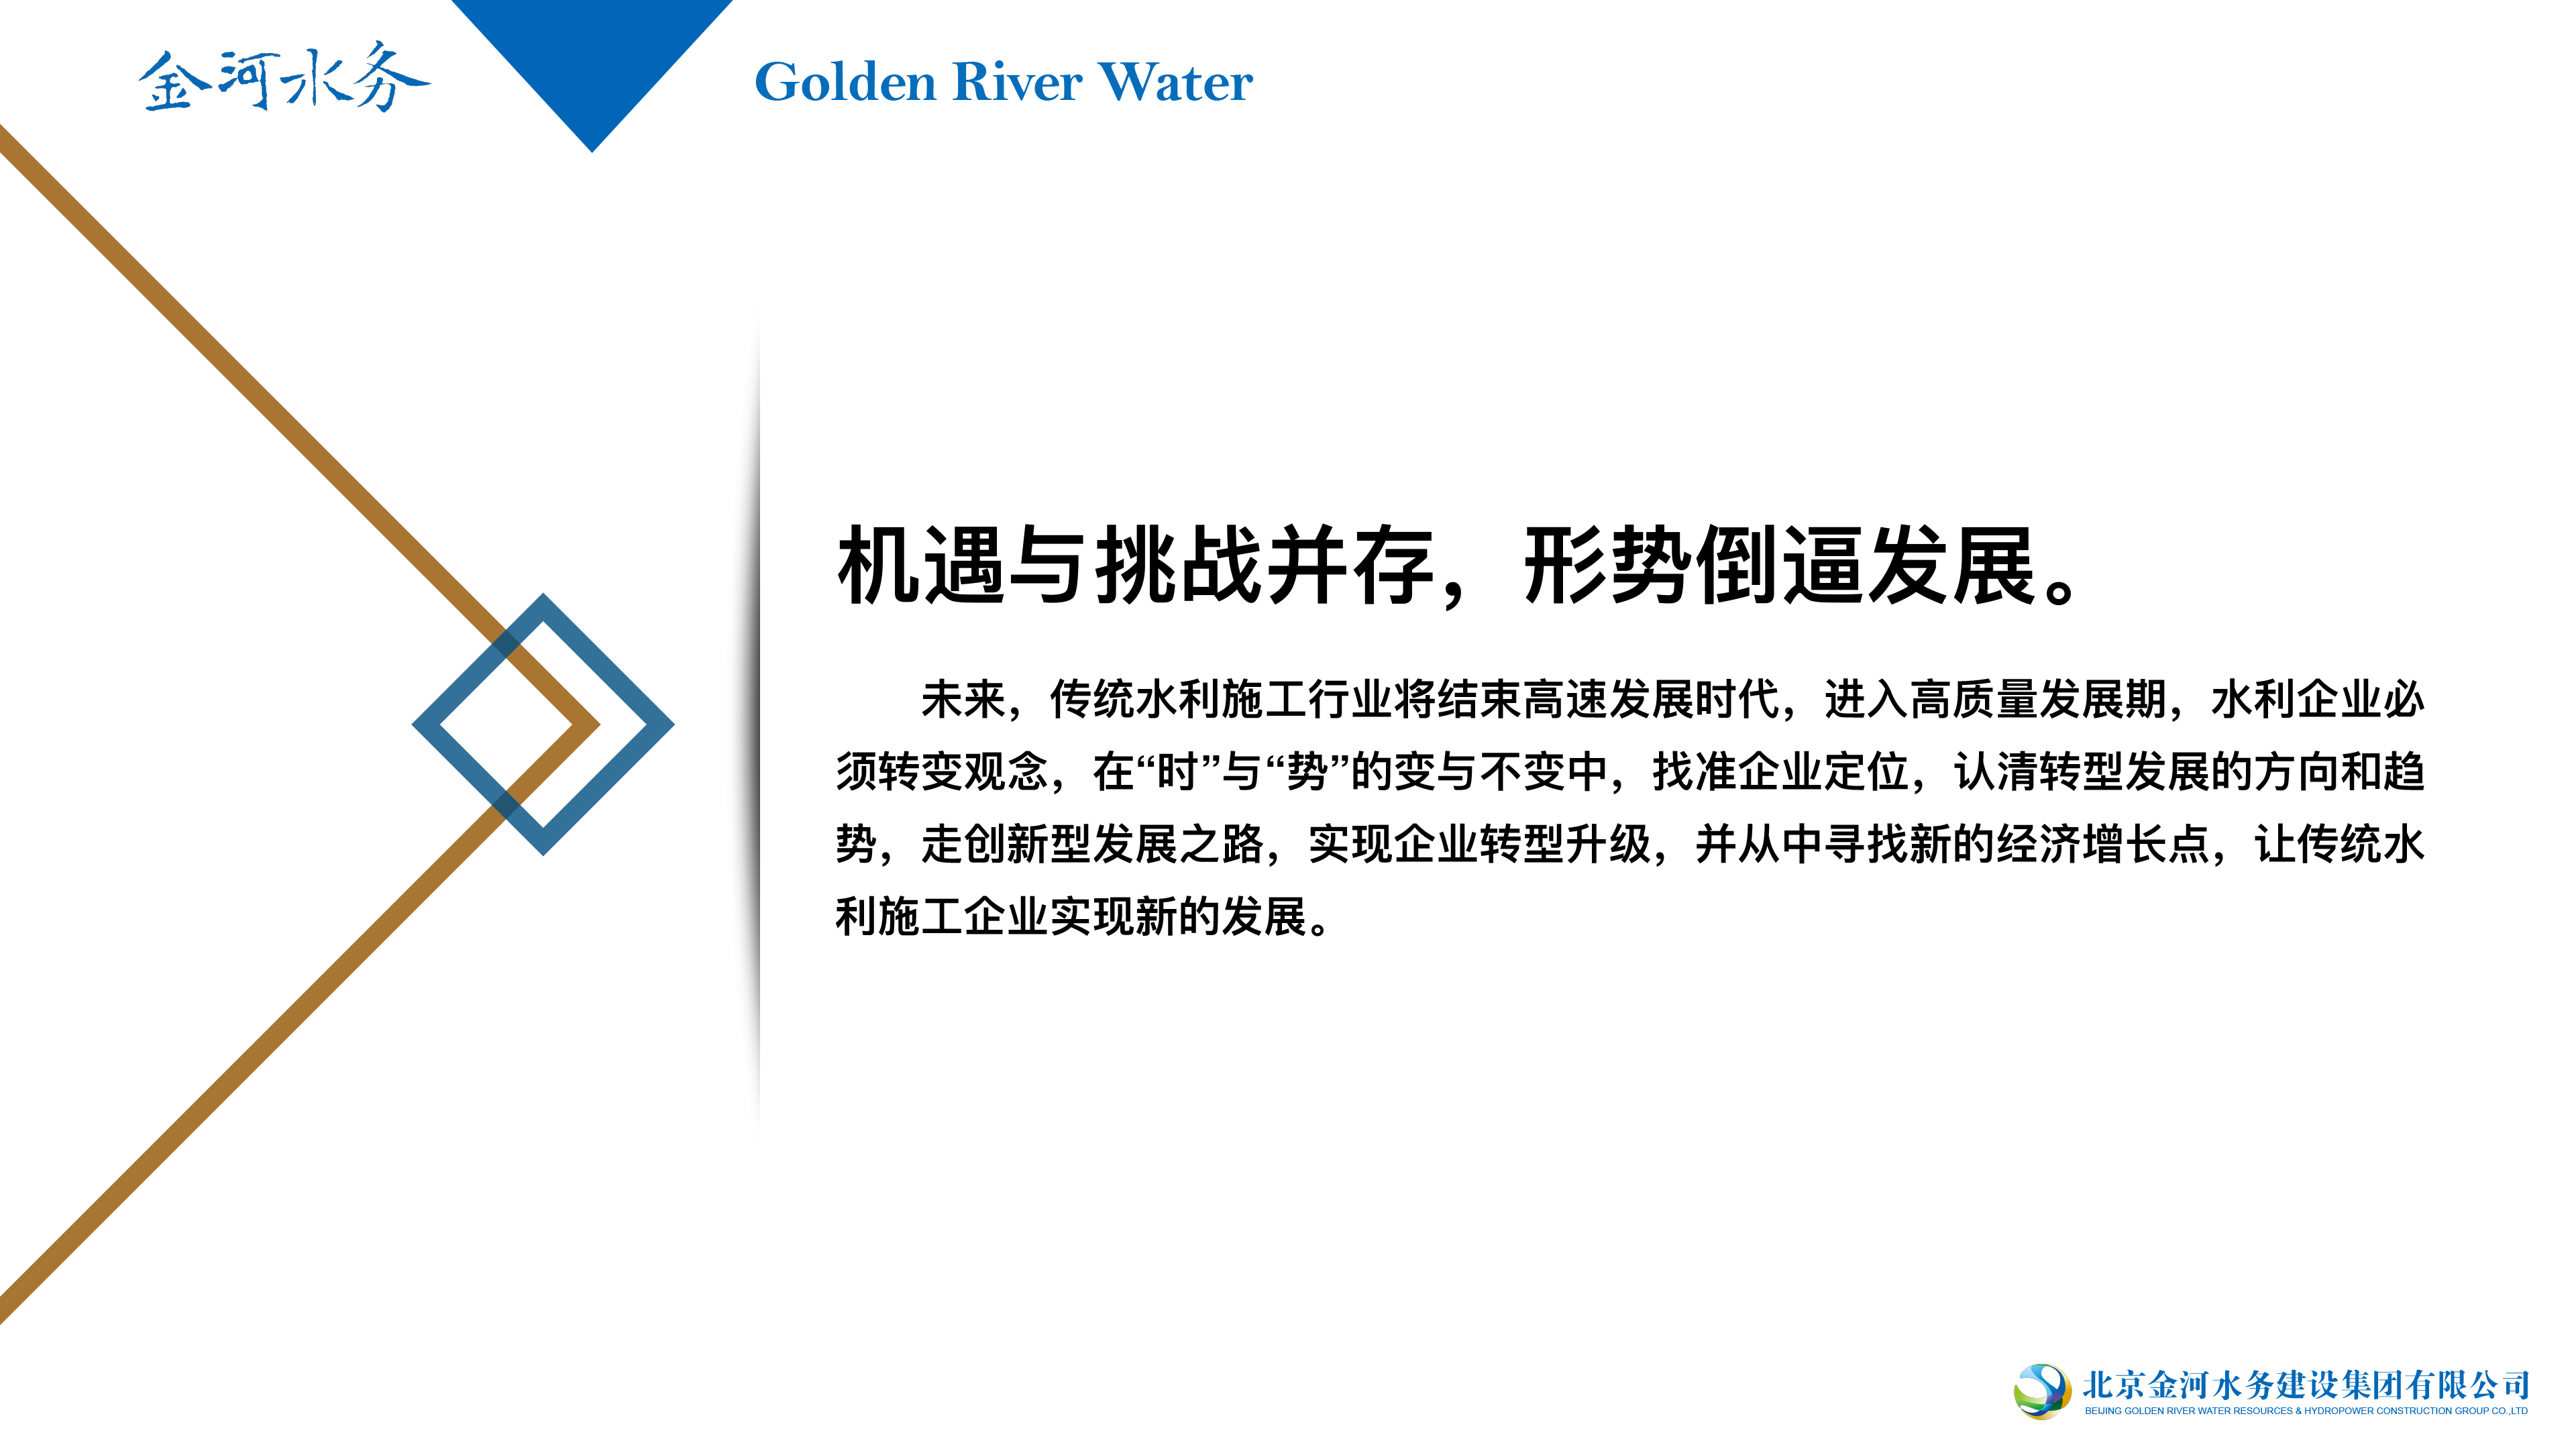 金河水务
Golden River Water
机遇与挑战并存，形势倒逼发展。
未来，传统水利施工行业将结束高速发展时代，进入高质量发展期，水利企业必
须转变观念，在“时”与“势”的变与不变中，找准企业定位，认清转型发展的方向和趋
势，走创新型发展之路，实现企业转型升级，并从中寻找新的经济增长点，让传统水
利施工企业实现新的发展。
北京金河水务建设集团有限公司
BEIJING GOLDEN RIVER WATER RESOURCES & HYDROPOWER CONSTRUCTION GROUP CO.,LTD